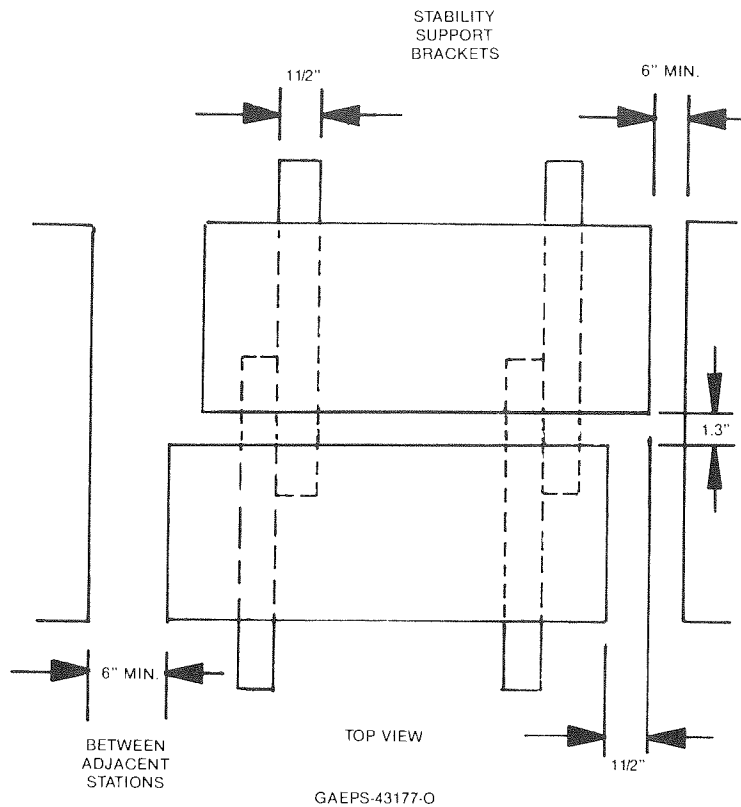 STABILITY
SUPPORT
BRACKETS
11/2"
6" MIN.
1.3"
6" MIN.
BETWEEN
ADJACENT
STATIONS
TOP VIEW
11/2"
GAEPS-43177-O